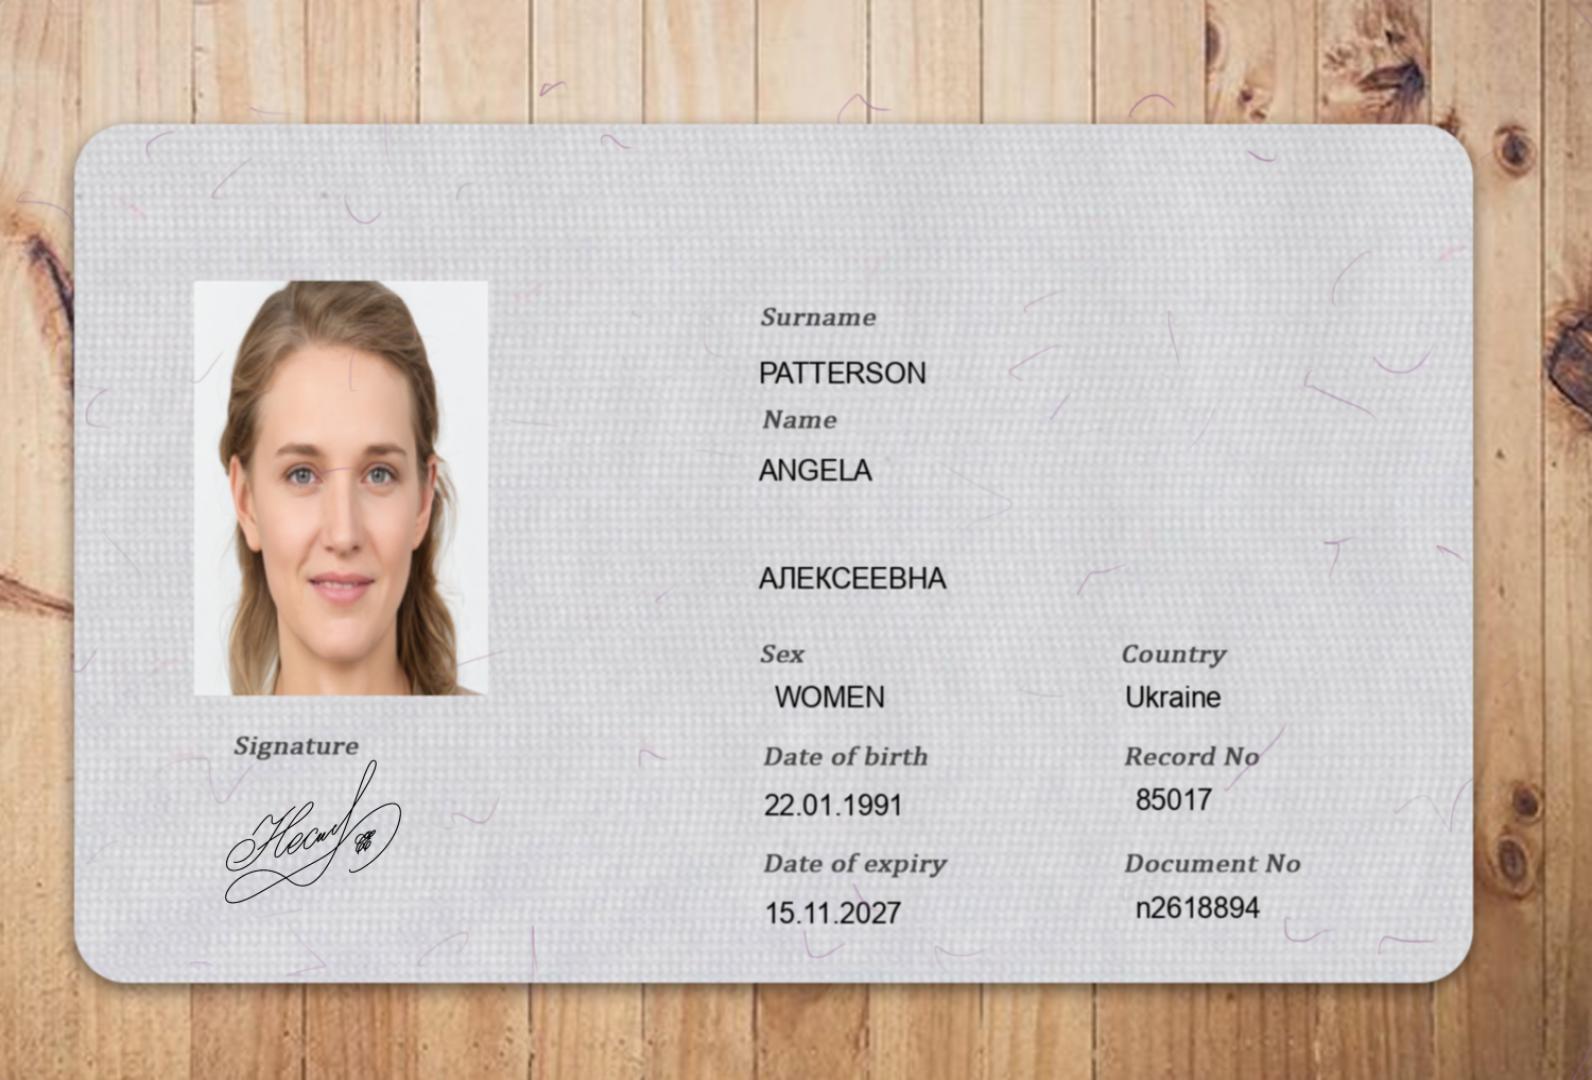 Surname
PATTERSON
Name
ANGELA
АЛЕКСЕЕВНА
Sex
WOMEN
Country
Ukraine
Date of birth
22.01.1991
Record No
85017
Date of expiry
15.11.2027
Document No
n2618894
Signature